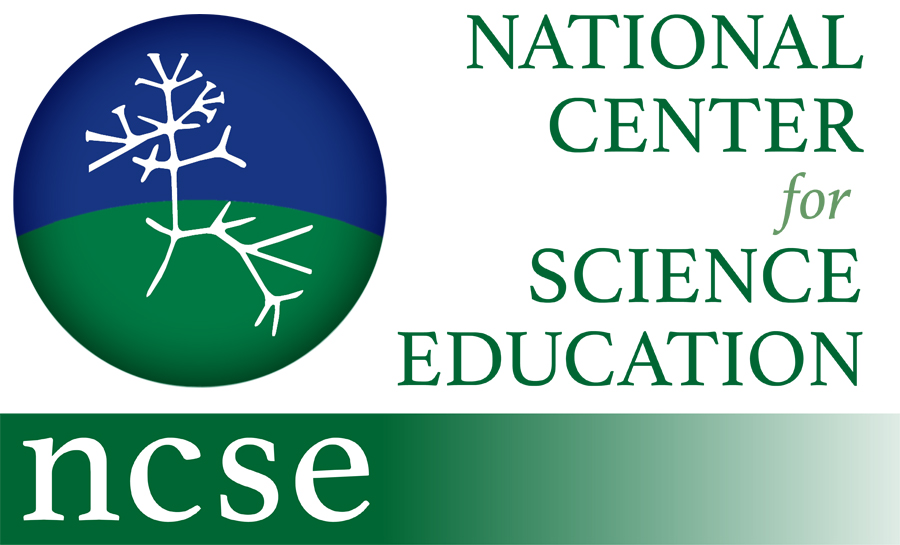 NATIONAL
CENTER
for
SCIENCE
EDUCATION
ncse